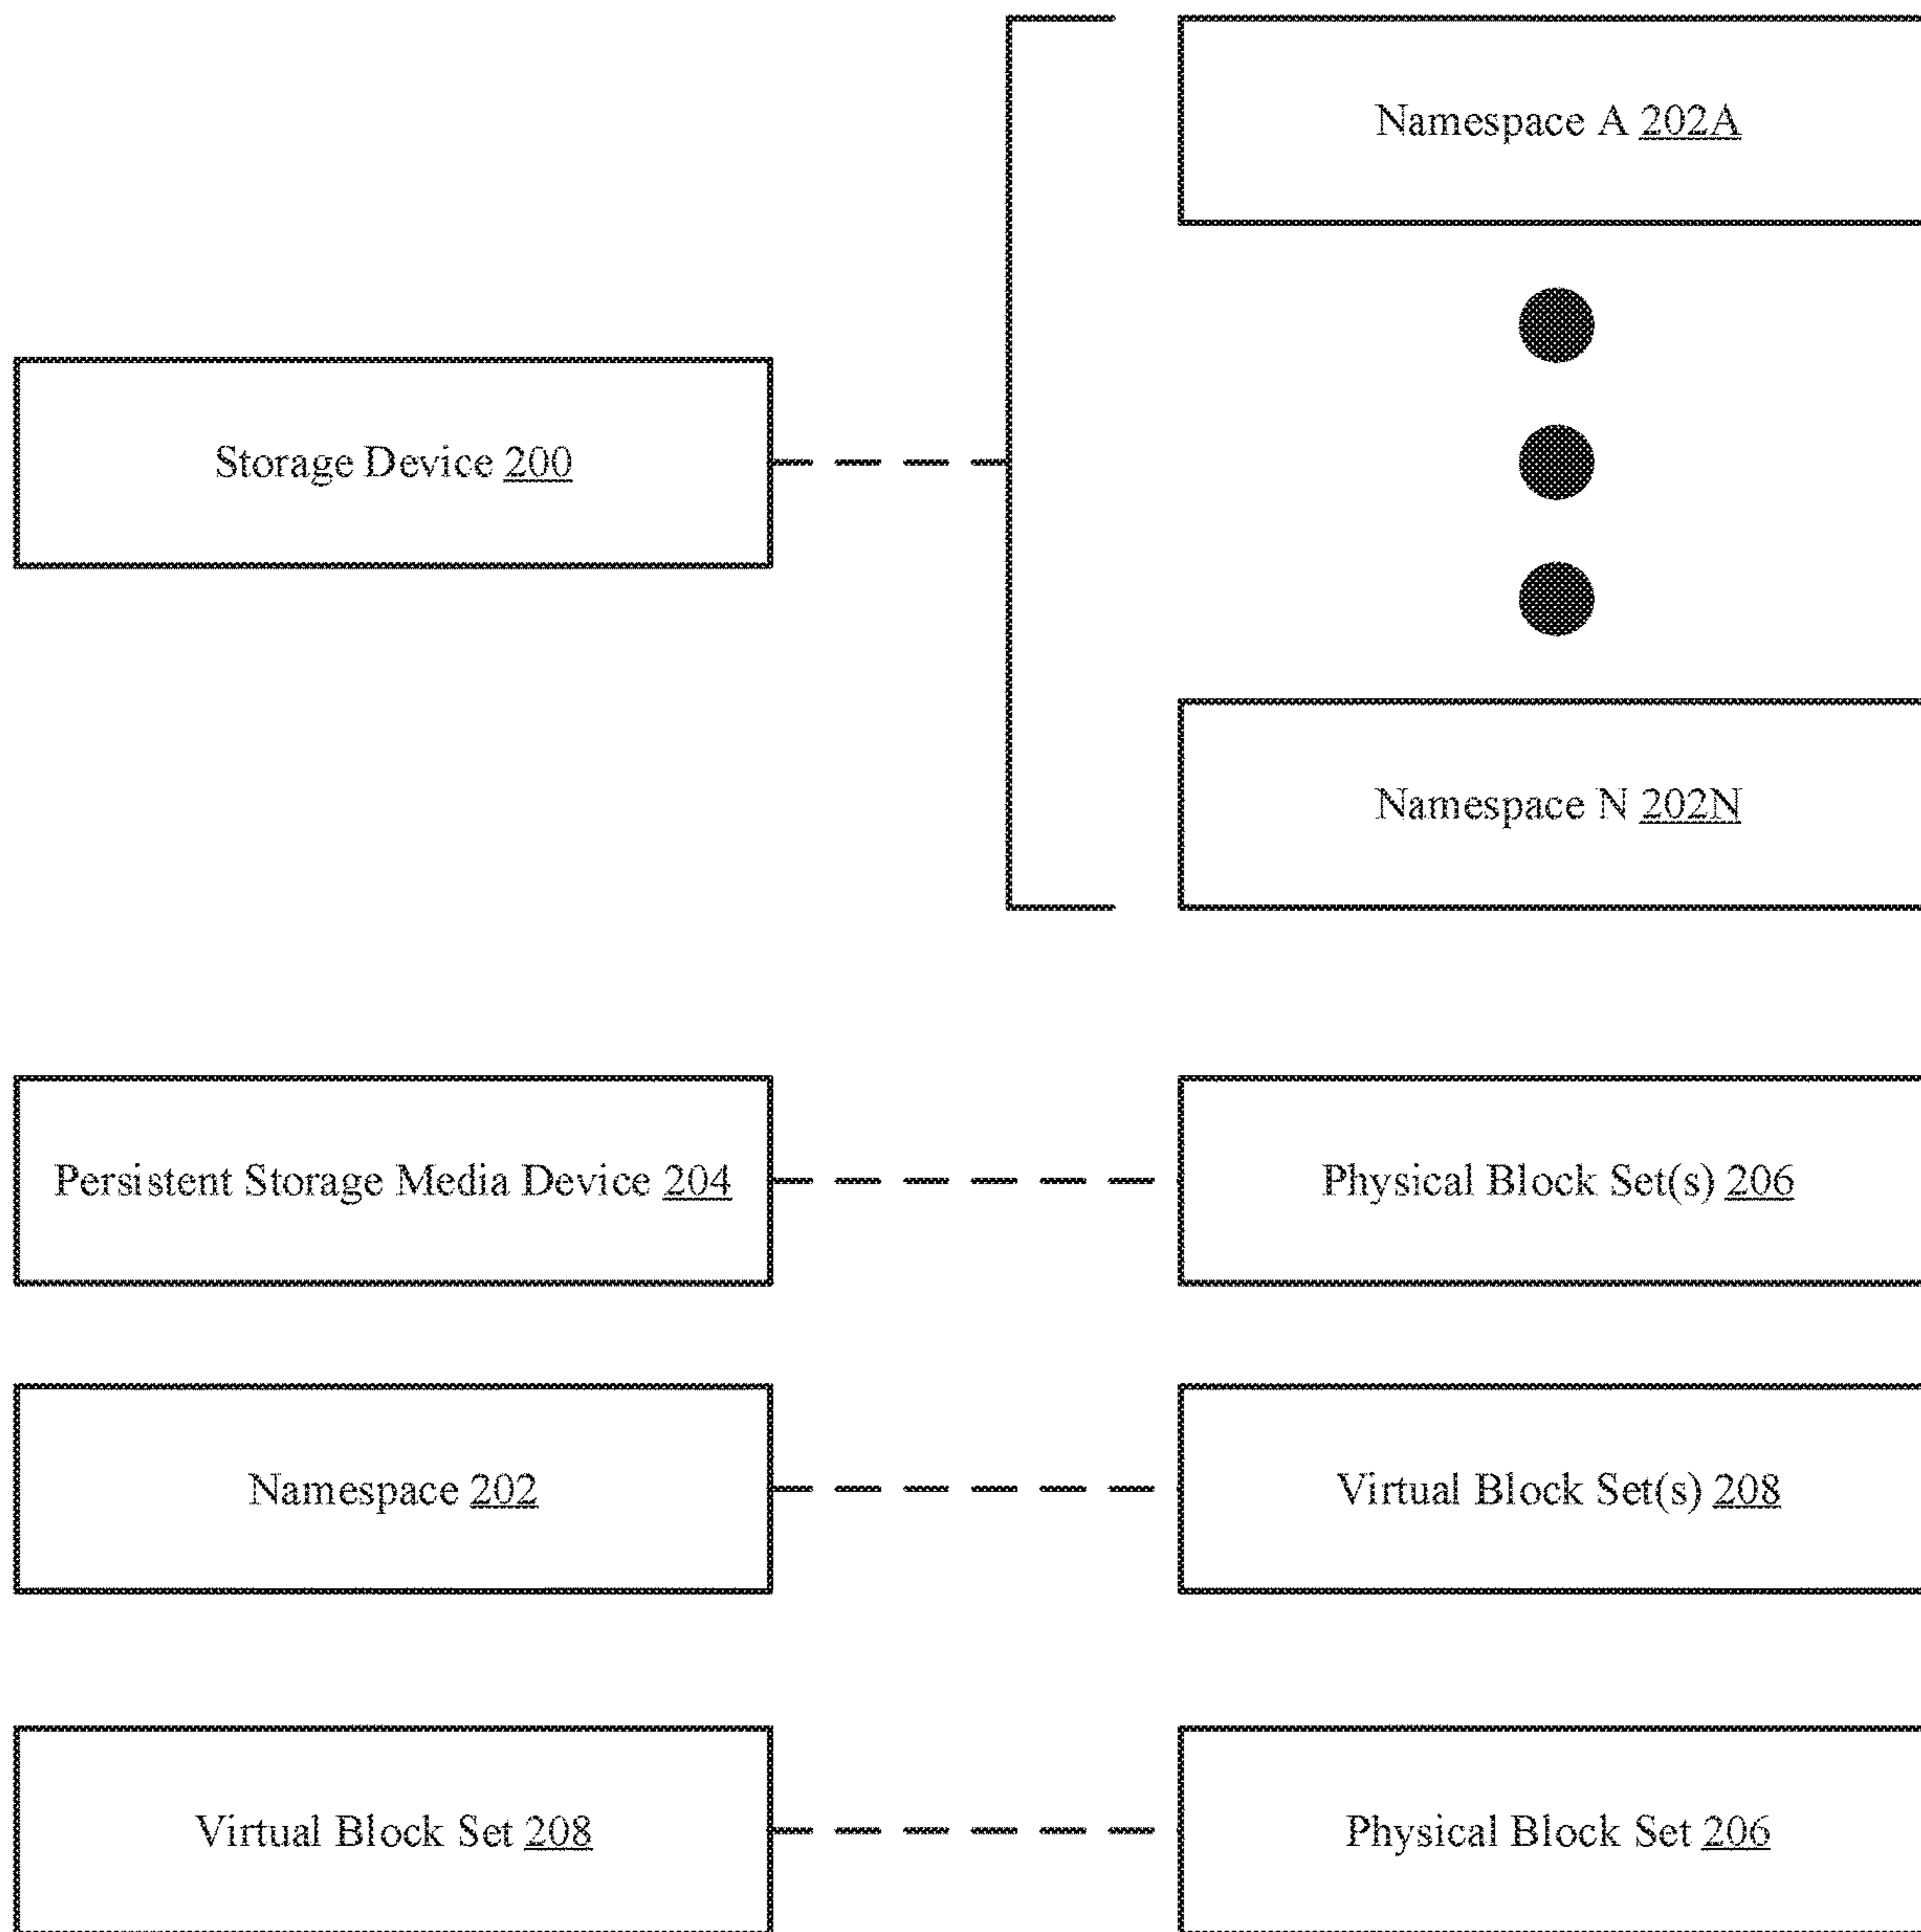 Namespace A 202A
Storage Device 200
Namespace N 202N
Persistent Storage Media Device 204
Physical Block Set(s) 206
Namespace 202
Virtual Block Set(s) 208
Virtual Block Set 208
Physical Block Set 206